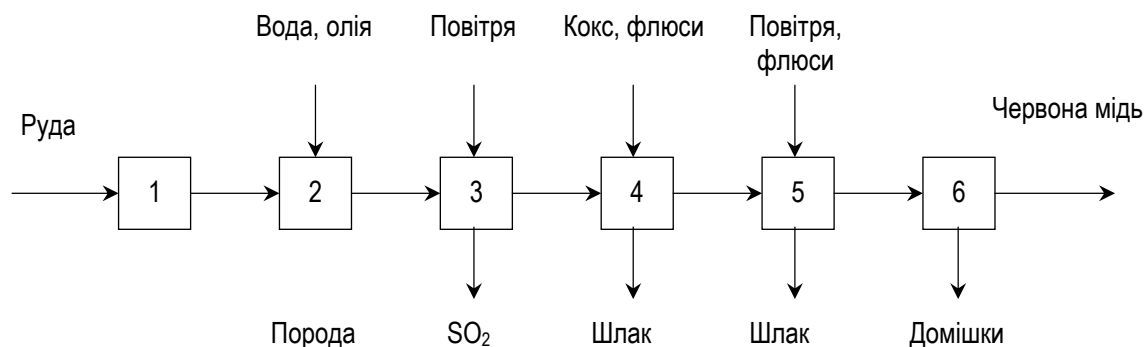 Вода, олія
Повітря
Кокс, флюси
Повітря,
флюси
Руда
Червона мідь
1
2
3
4
5
6
Порода
SO₂
Шлак
Шлак
Домішки